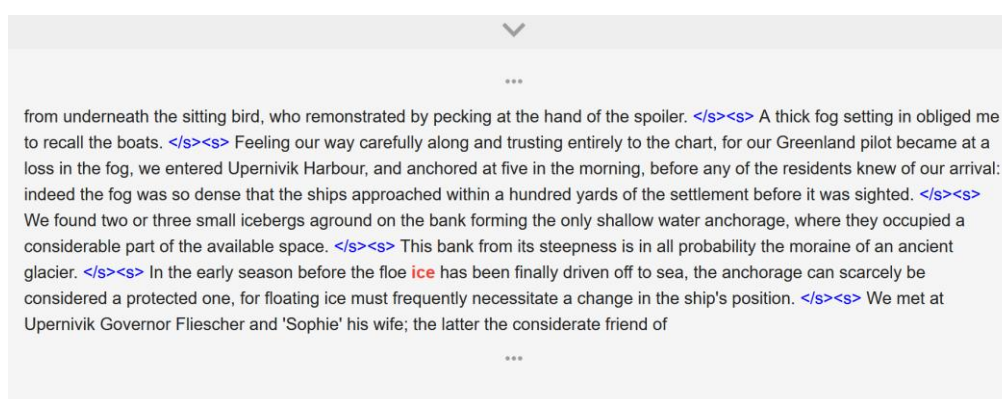 ...
from underneath the sitting bird, who remonstrated by pecking at the hand of the spoiler. </s><s> A thick fog setting in obliged me
to recall the boats. </s><s> Feeling our way carefully along and trusting entirely to the chart, for our Greenland pilot became at a
loss in the fog, we entered Upernivik Harbour, and anchored at five in the morning, before any of the residents knew of our arrival:
indeed the fog was so dense that the ships approached within a hundred yards of the settlement before it was sighted. </s><s>
We found two or three small icebergs aground on the bank forming the only shallow water anchorage, where they occupied a
considerable part of the available space. </s><s> This bank from its steepness is in all probability the moraine of an ancient
glacier. </s><s> In the early season before the floe ice has been finally driven off to sea, the anchorage can scarcely be
considered a protected one, for floating ice must frequently necessitate a change in the ship's position. </s><s> We met at
Upernivik Governor Fliescher and 'Sophie' his wife; the latter the considerate friend of
...